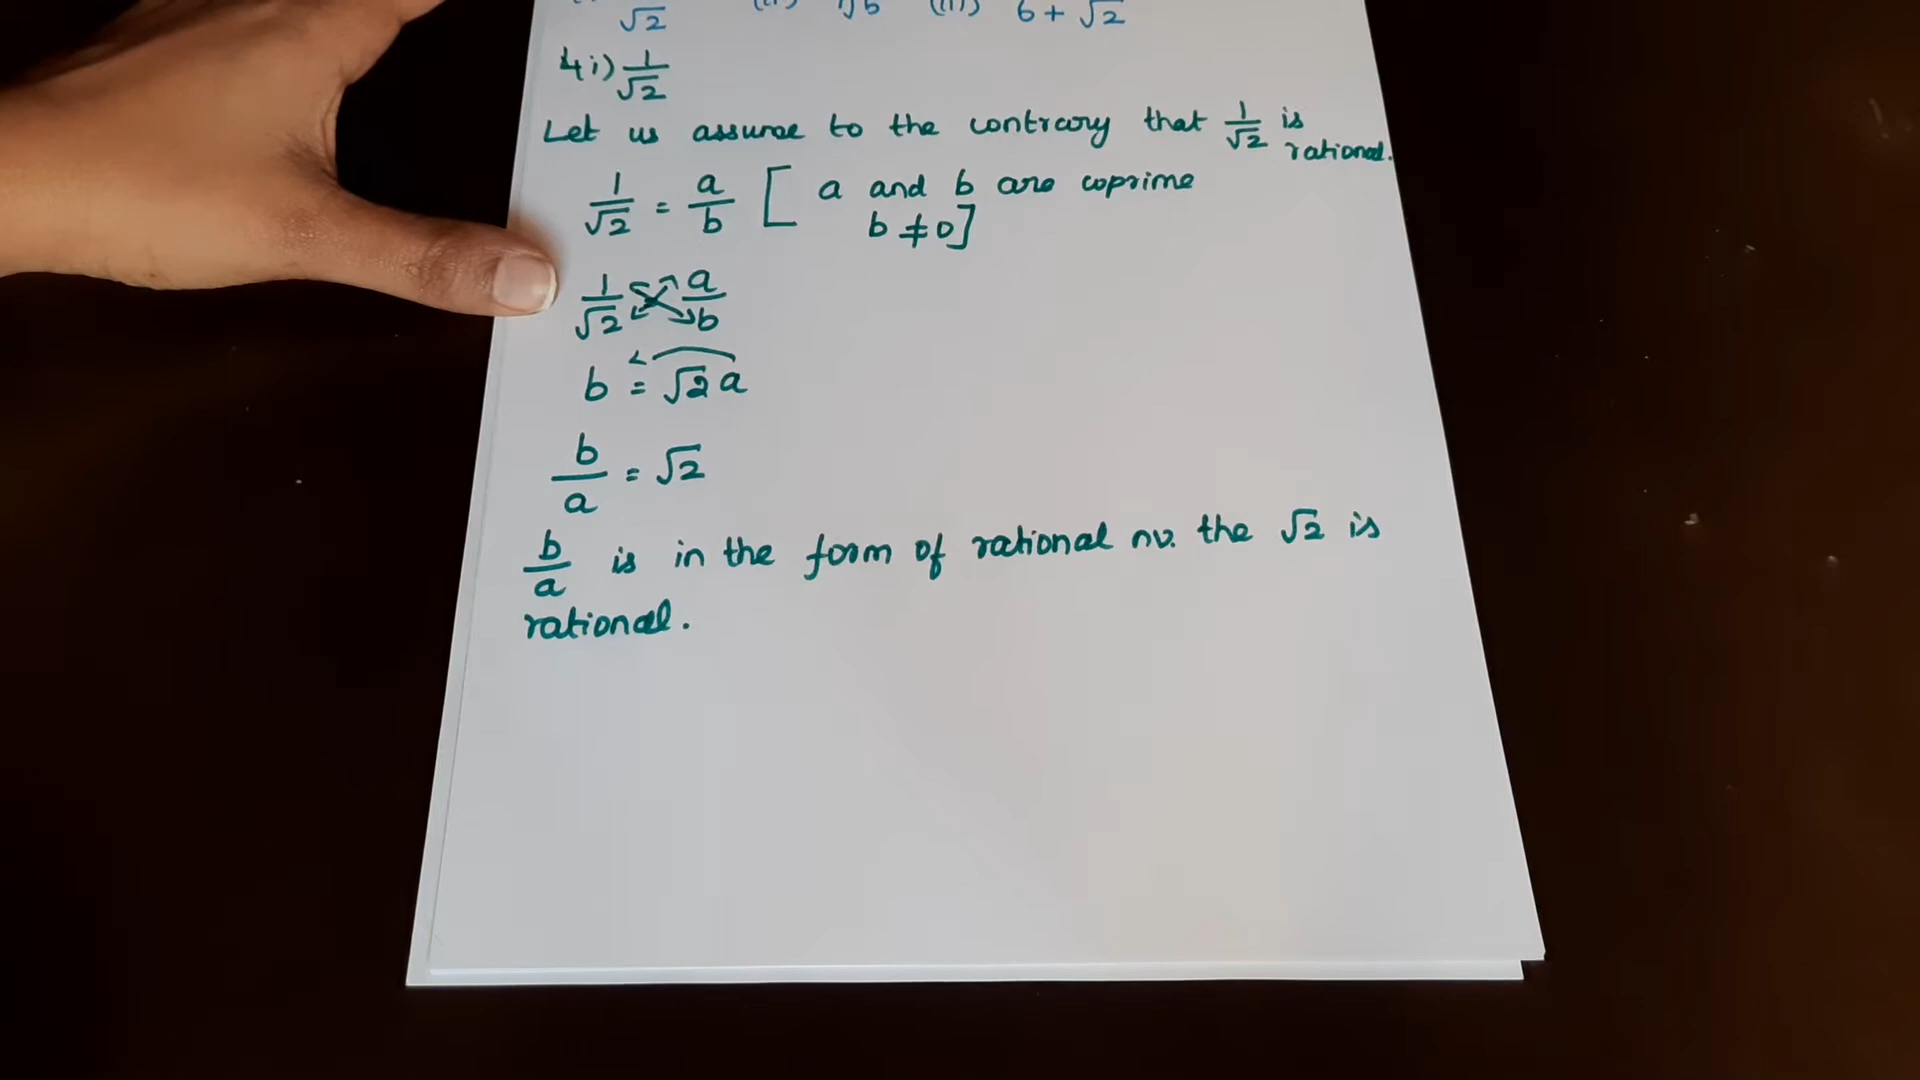 √2 (ii) 7√5 (iii) 6 + √2
4i) 1/√2
Let us assume to the contrary that 1/√2 is rational.
1/√2 = a/b [ a and b are coprime
b ≠ 0]
1/√2 a/b
b = √2 a
b/a = √2
b/a is in the form of rational no. the √2 is
rational.